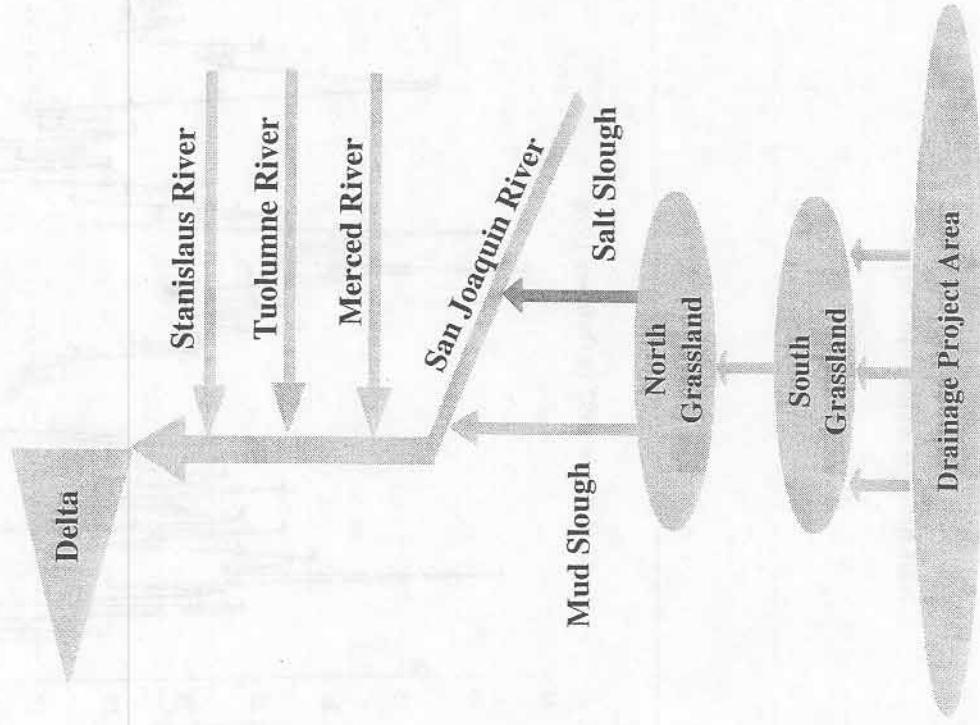 Delta
Stanislaus River
Tuolumne River
Merced River
San Joaquin River
Salt Slough
Mud Slough
North
Grassland
South
Grassland
Drainage Project Area